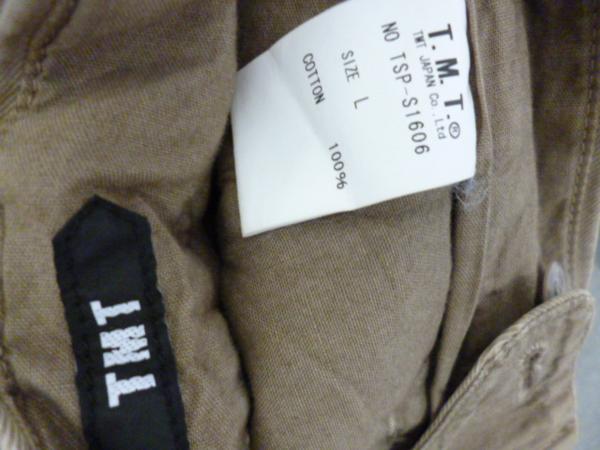 T.M.T.®
TMT JAPAN Co.,Ltd
NO TSP-S1606
SIZE L
COTTON 100%
TMT